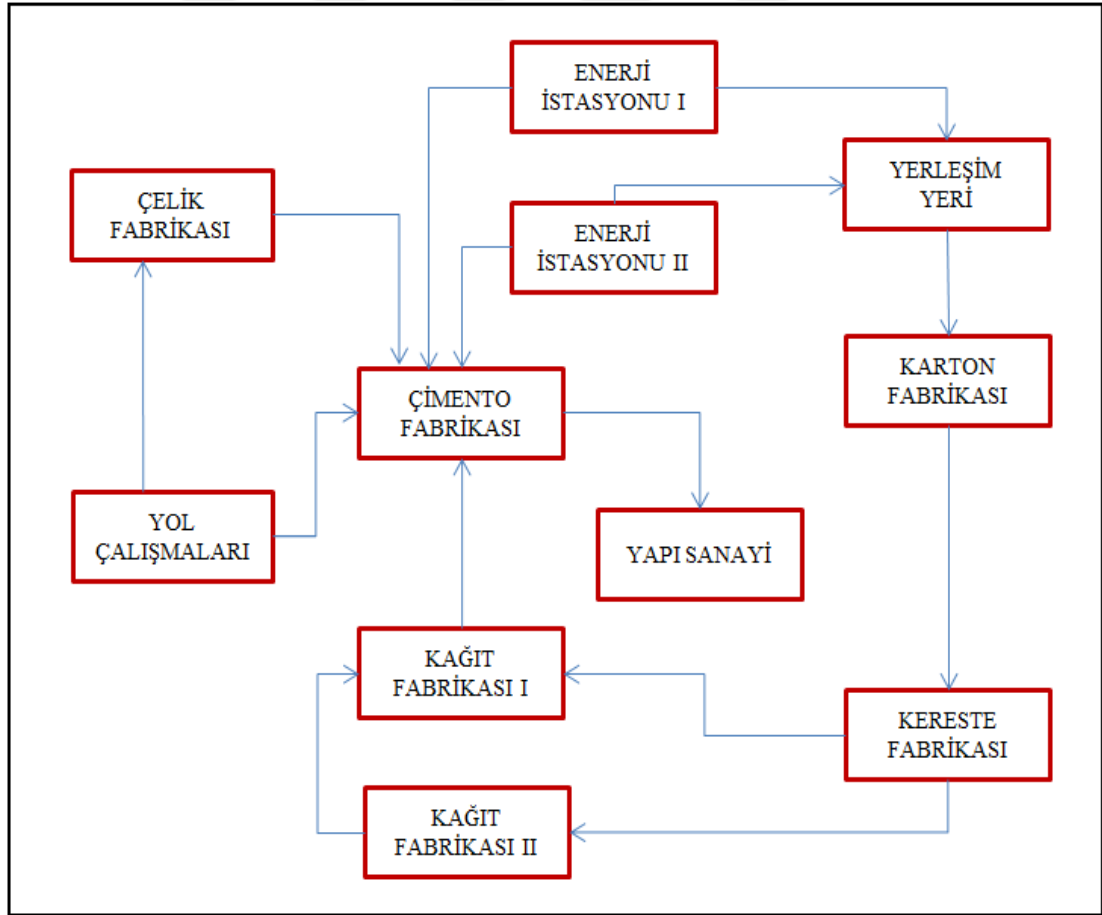 ENERJİ
İSTASYONU I
YERLEŞİM
YERİ
ÇELİK
FABRİKASI
ENERJİ
İSTASYONU II
KARTON
FABRİKASI
ÇİMENTO
FABRİKASI
YOL
ÇALIŞMALARI
YAPI SANAYİ
KAĞIT
FABRİKASI I
KERESTE
FABRİKASI
KAĞIT
FABRİKASI II